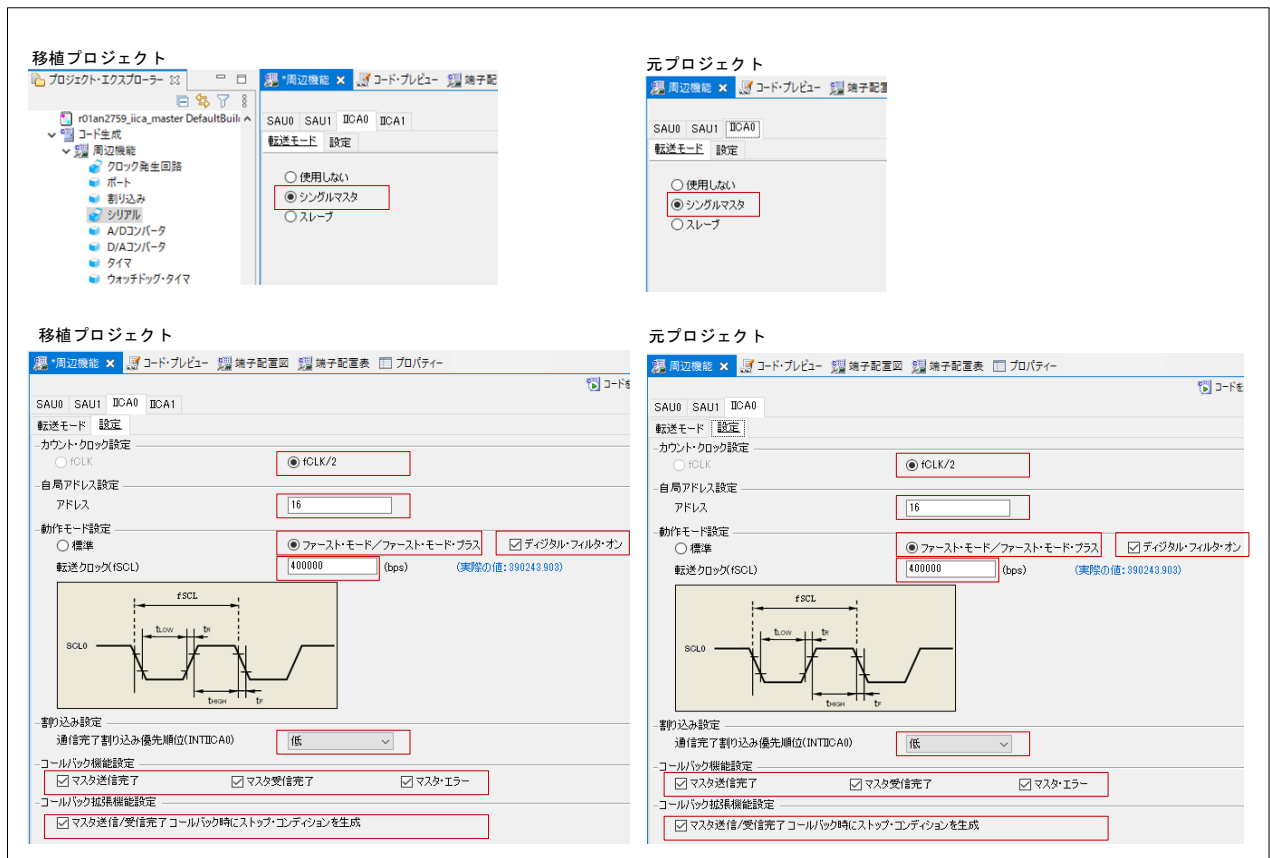 移植プロジェクト
プロジェクト・エクスプローラー
r01an2759_iica_master DefaultBuil
コード生成
周辺機能
クロック発生回路
ポート
割り込み
シリアル
A/Dコンバータ
D/Aコンバータ
タイマ
ウォッチドッグ・タイマ
*周辺機能 コード・プレビュー 端子配
SAU0 SAU1 IICA0 IICA1
転送モード 設定
使用しない
シングルマスタ
スレーブ
元プロジェクト
周辺機能 コード・プレビュー 端子配置
SAU0 SAU1 IICA0
転送モード 設定
使用しない
シングルマスタ
スレーブ
移植プロジェクト
*周辺機能 コード・プレビュー 端子配置図 端子配置表 プロパティー
コードを
SAU0 SAU1 IICA0 IICA1
転送モード 設定
カウント・クロック設定
fCLK fCLK/2
自局アドレス設定
アドレス 16
動作モード設定
標準 ファースト・モード/ファースト・モード・プラス ディジタル・フィルタ・オン
転送クロック(fSCL) 400000 (bps) (実際の値:390243.903)
fSCL
tLOW tR
SCL0
tHIGH tF
割り込み設定
通信完了割り込み優先順位(INTIICA0) 低
コールバック機能設定
マスタ送信完了 マスタ受信完了 マスタ・エラー
コールバック拡張機能設定
マスタ送信/受信完了コールバック時にストップ・コンディションを生成
元プロジェクト
周辺機能 コード・プレビュー 端子配置図 端子配置表 プロパティー
コードを
SAU0 SAU1 IICA0
転送モード 設定
カウント・クロック設定
fCLK fCLK/2
自局アドレス設定
アドレス 16
動作モード設定
標準 ファースト・モード/ファースト・モード・プラス ディジタル・フィルタ・オン
転送クロック(fSCL) 400000 (bps) (実際の値:390243.903)
fSCL
tLOW tR
SCL0
tHIGH tF
割り込み設定
通信完了割り込み優先順位(INTIICA0) 低
コールバック機能設定
マスタ送信完了 マスタ受信完了 マスタ・エラー
コールバック拡張機能設定
マスタ送信/受信完了コールバック時にストップ・コンディションを生成